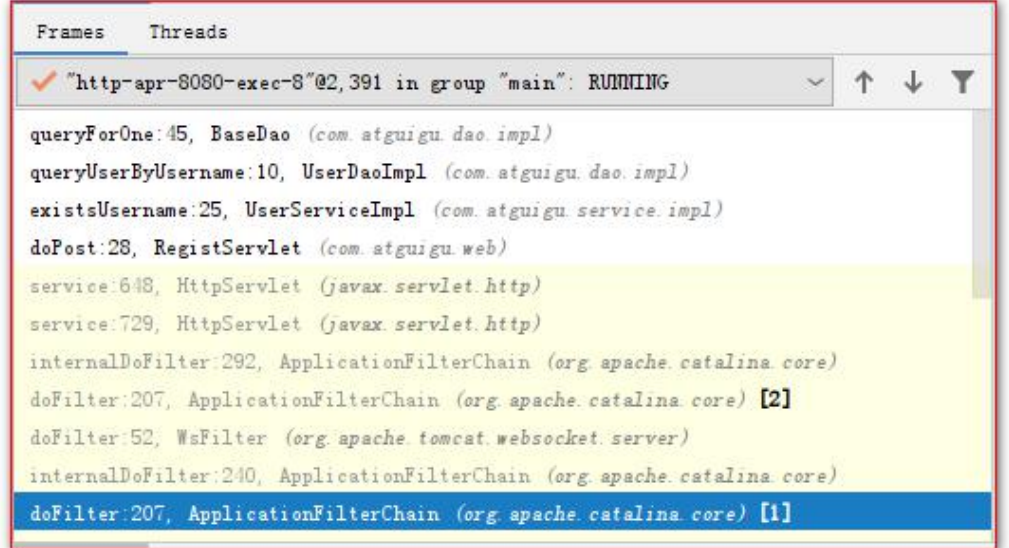 Frames Threads
"http-apr-8080-exec-8"@2,391 in group "main": RUNNING
queryForOne:45, BaseDao (com.atguigu.dao.impl)
queryUserByUsername:10, UserDaoImpl (com.atguigu.dao.impl)
existsUsername:25, UserServiceImpl (com.atguigu.service.impl)
doPost:28, RegistServlet (com.atguigu.web)
service:648, HttpServlet (javax.servlet.http)
service:729, HttpServlet (javax.servlet.http)
internalDoFilter:292, ApplicationFilterChain (org.apache.catalina.core)
doFilter:207, ApplicationFilterChain (org.apache.catalina.core) [2]
doFilter:52, WsFilter (org.apache.tomcat.websocket.server)
internalDoFilter:240, ApplicationFilterChain (org.apache.catalina.core)
doFilter:207, ApplicationFilterChain (org.apache.catalina.core) [1]